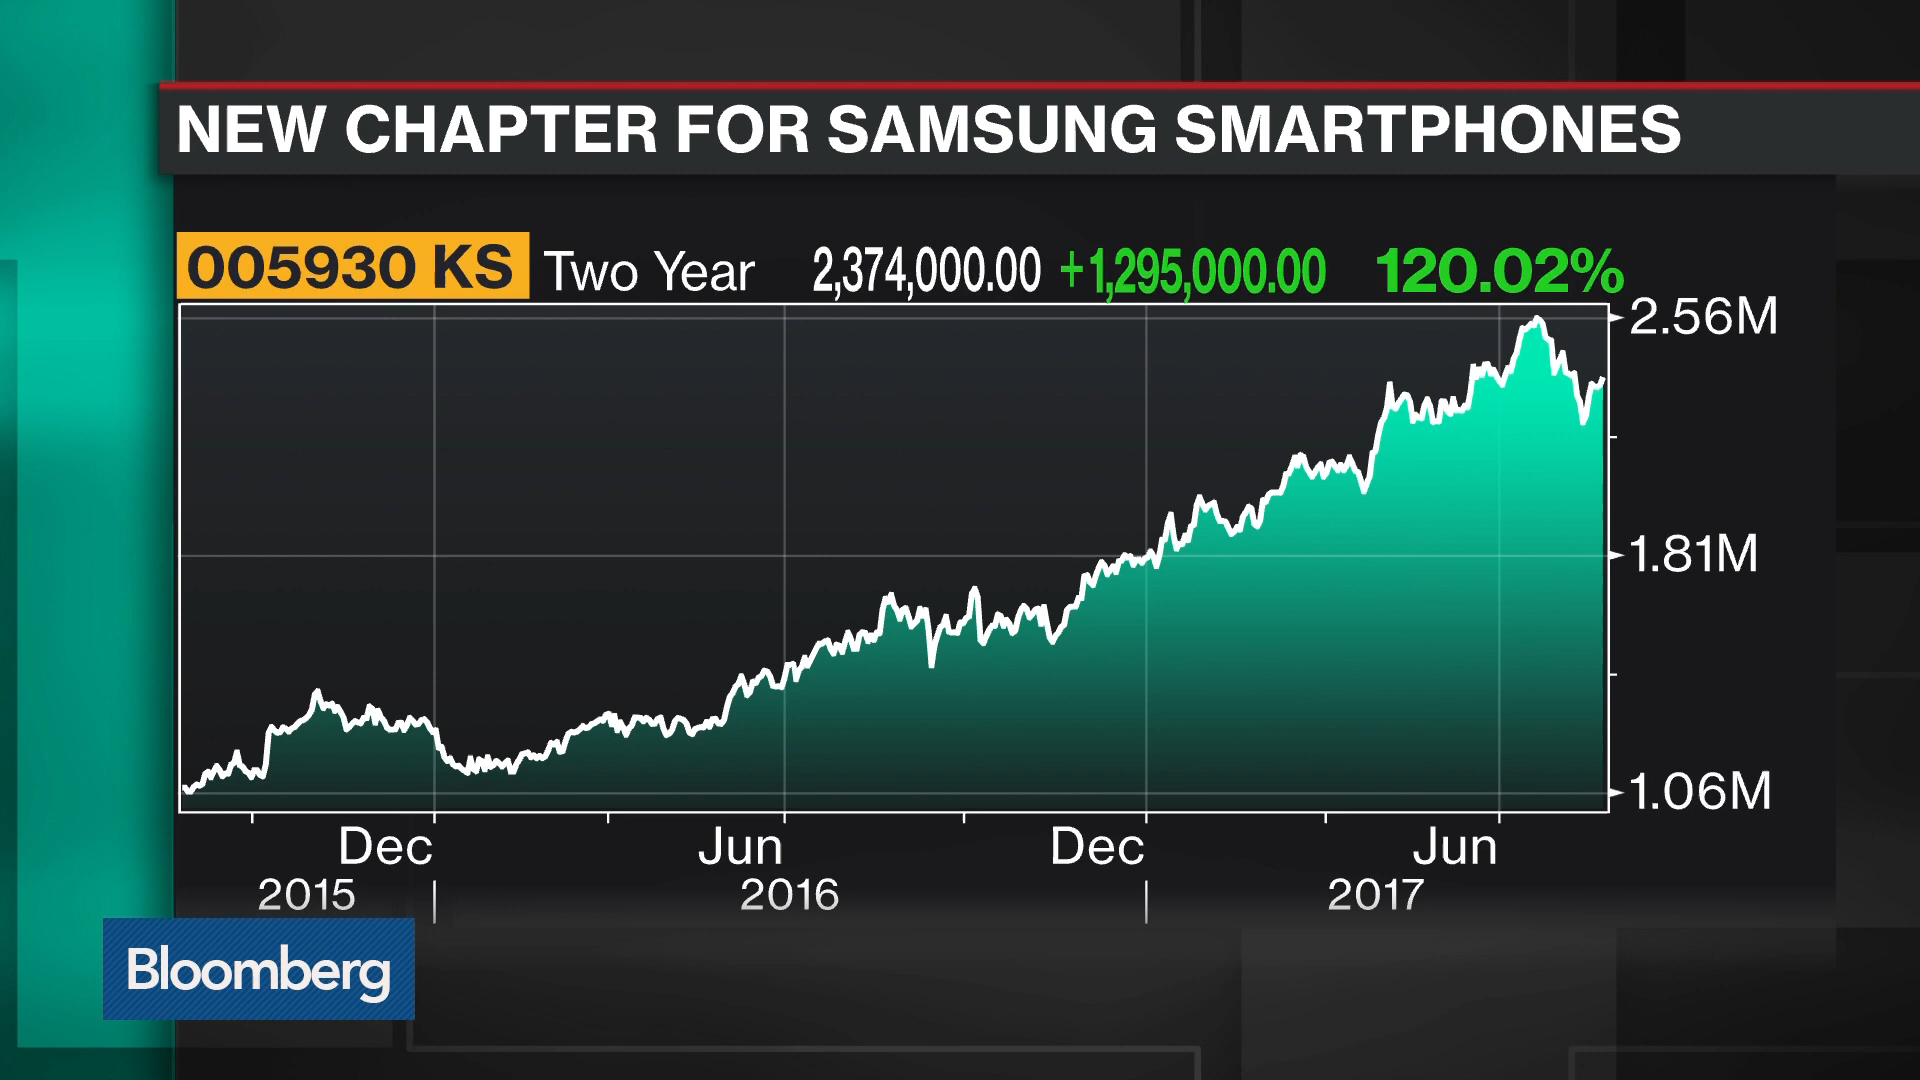 NEW CHAPTER FOR SAMSUNG SMARTPHONES
005930 KS Two Year 2,374,000.00 +1,295,000.00 120.02%
2.56M
1.81M
1.06M
Dec Jun Dec Jun
2015 2016 2017
Bloomberg